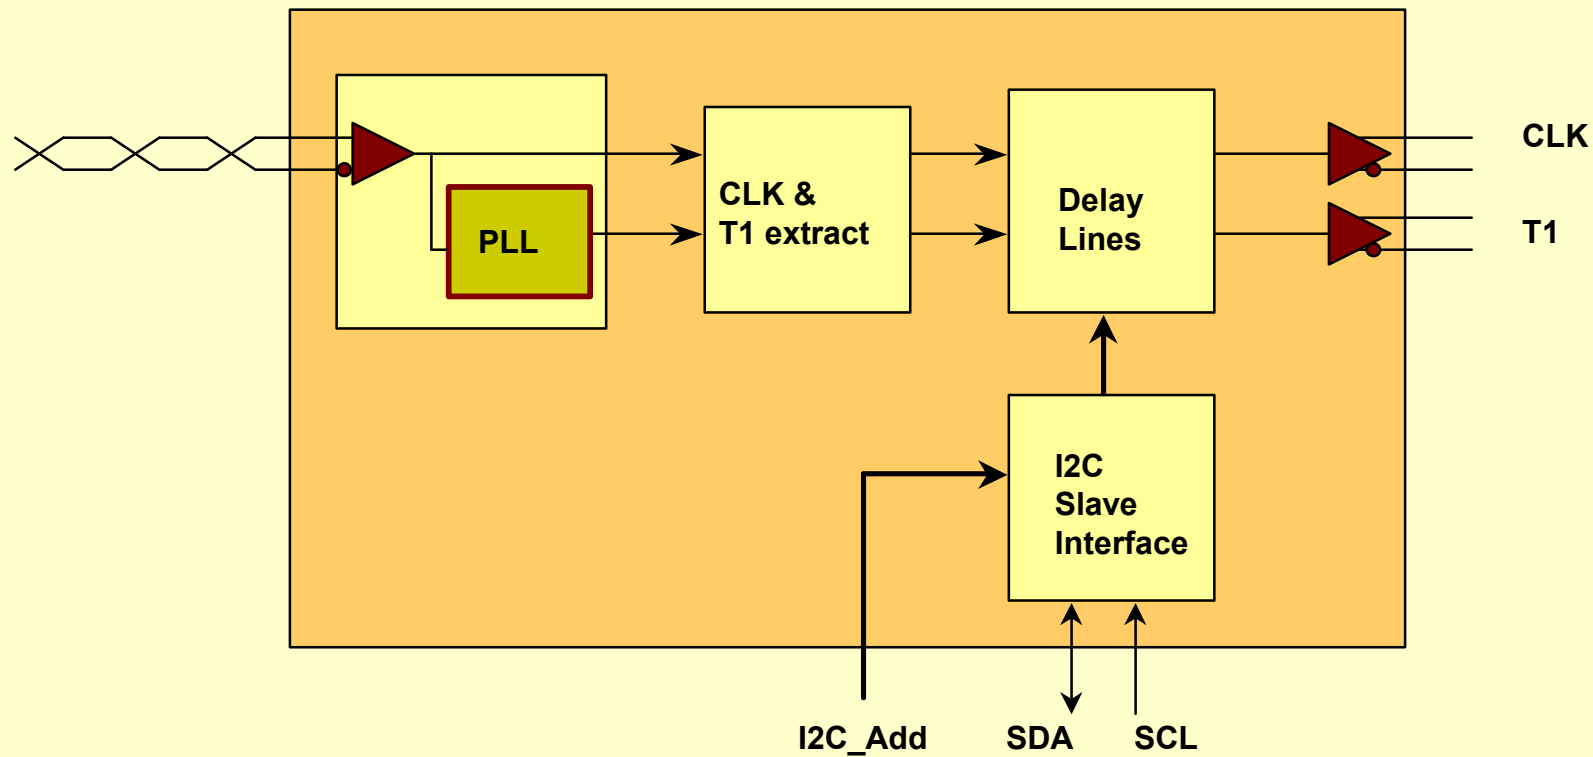 CLK
PLL
CLK &
T1 extract
Delay
Lines
T1
I2C
Slave
Interface
I2C_Add
SDA
SCL